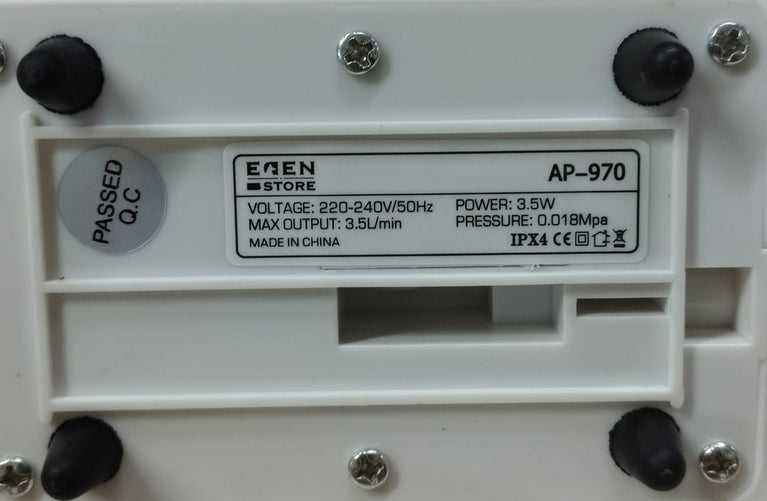 PASSED
Q.C
EDEN
STORE
AP-970
VOLTAGE: 220-240V/50Hz
POWER: 3.5W
MAX OUTPUT: 3.5L/min
PRESSURE: 0.018Mpa
MADE IN CHINA
IPX4 CE